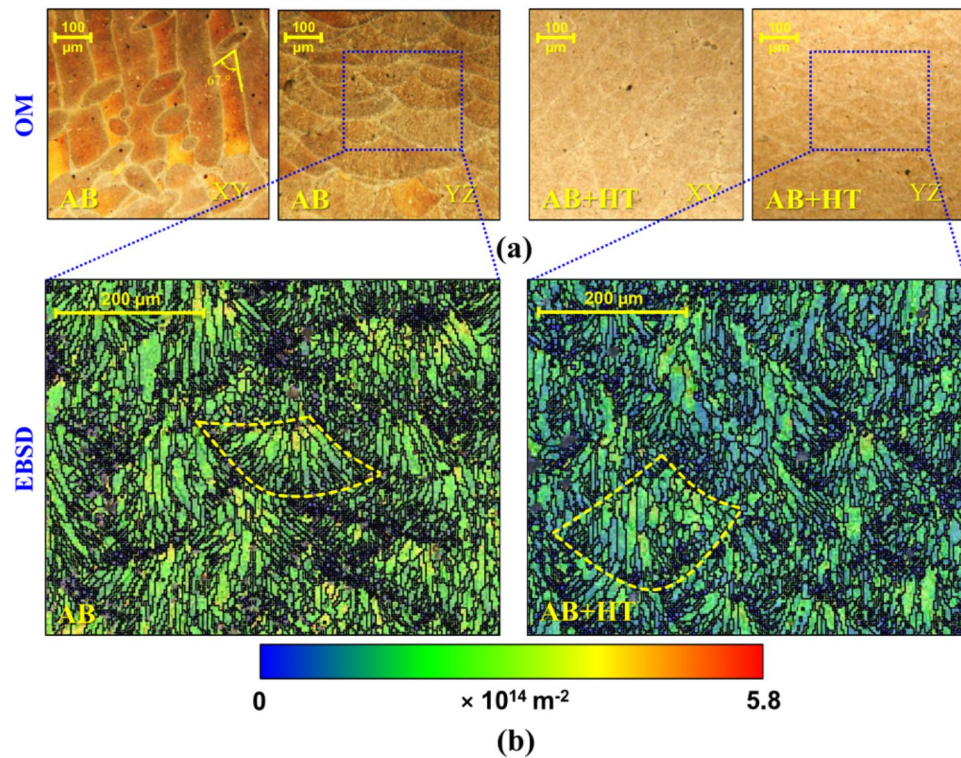 100
µm
100
µm
100
µm
100
µm
67°
OM
AB
XY
AB
YZ
AB+HT
XY
AB+HT
YZ
(a)
200 µm
200 µm
EBSD
AB
AB+HT
0
× 10¹⁴ m⁻²
5.8
(b)